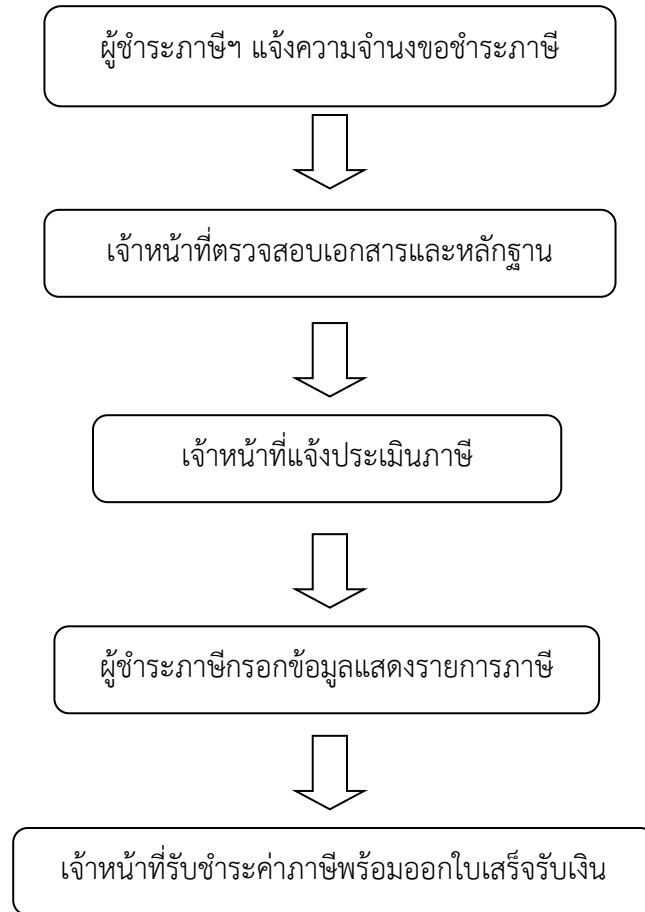 ผู้ชำระภาษีฯ แจ้งความจำนงขอชำระภาษี
เจ้าหน้าที่ตรวจสอบเอกสารและหลักฐาน
เจ้าหน้าที่แจ้งประเมินภาษี
ผู้ชำระภาษีกรอกข้อมูลแสดงรายการภาษี
เจ้าหน้าที่รับชำระค่าภาษีพร้อมออกใบเสร็จรับเงิน